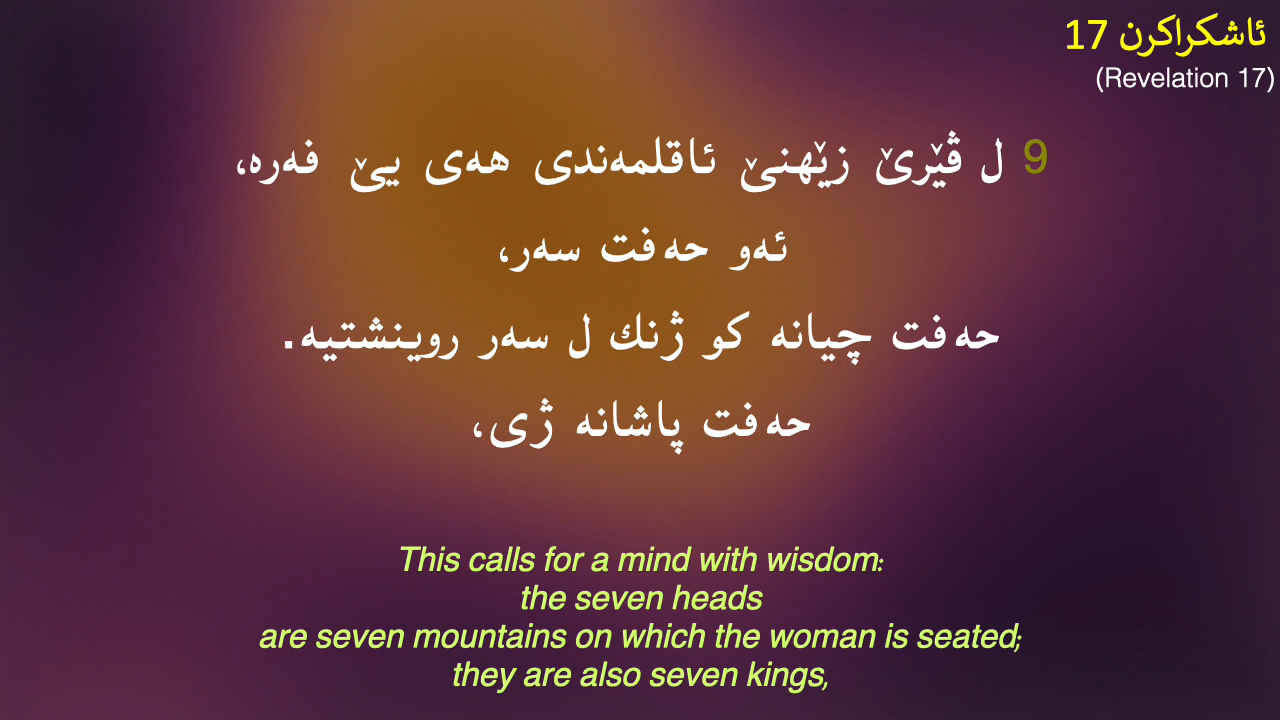 ئاشکراکرن 17
(Revelation 17)
9 ل ڤێرێ زێهنێ ئاقلمەندی هەی یێ فەرە،
ئەو حەفت سەر،
حەفت چیانە کو ژنك ل سەر روینشتیە.
حەفت پاشانە ژی،
This calls for a mind with wisdom:
the seven heads
are seven mountains on which the woman is seated;
they are also seven kings,